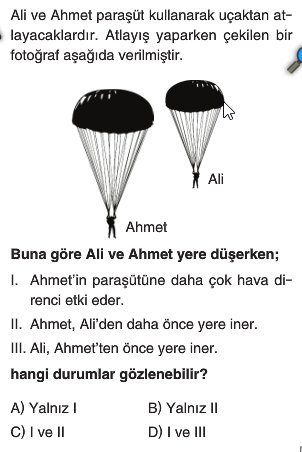 Ali ve Ahmet paraşüt kullanarak uçaktan at-
layacaklardır. Atlayış yaparken çekilen bir
fotoğraf aşağıda verilmiştir.
Ali
Ahmet
Buna göre Ali ve Ahmet yere düşerken;
I. Ahmet'in paraşütüne daha çok hava di-
renci etki eder.
II. Ahmet, Ali'den daha önce yere iner.
III. Ali, Ahmet'ten önce yere iner.
hangi durumlar gözlenebilir?
A) Yalnız I B) Yalnız II
C) I ve II D) I ve III